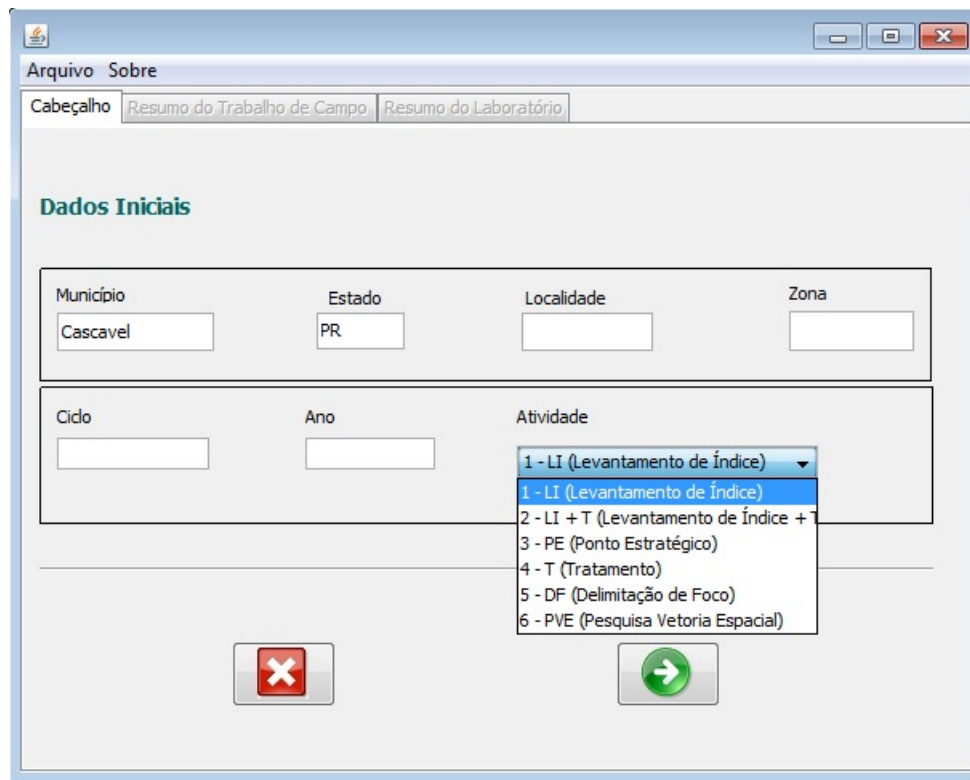 Arquivo Sobre
Cabeçalho Resumo do Trabalho de Campo Resumo do Laboratório
Dados Iniciais
Município Estado Localidade Zona
Cascavel PR
Ciclo Ano Atividade
1 - LI (Levantamento de Índice)
1 - LI (Levantamento de Índice)
2 - LI + T (Levantamento de Índice + T
3 - PE (Ponto Estratégico)
4 - T (Tratamento)
5 - DF (Delimitação de Foco)
6 - PVE (Pesquisa Vetoria Espacial)